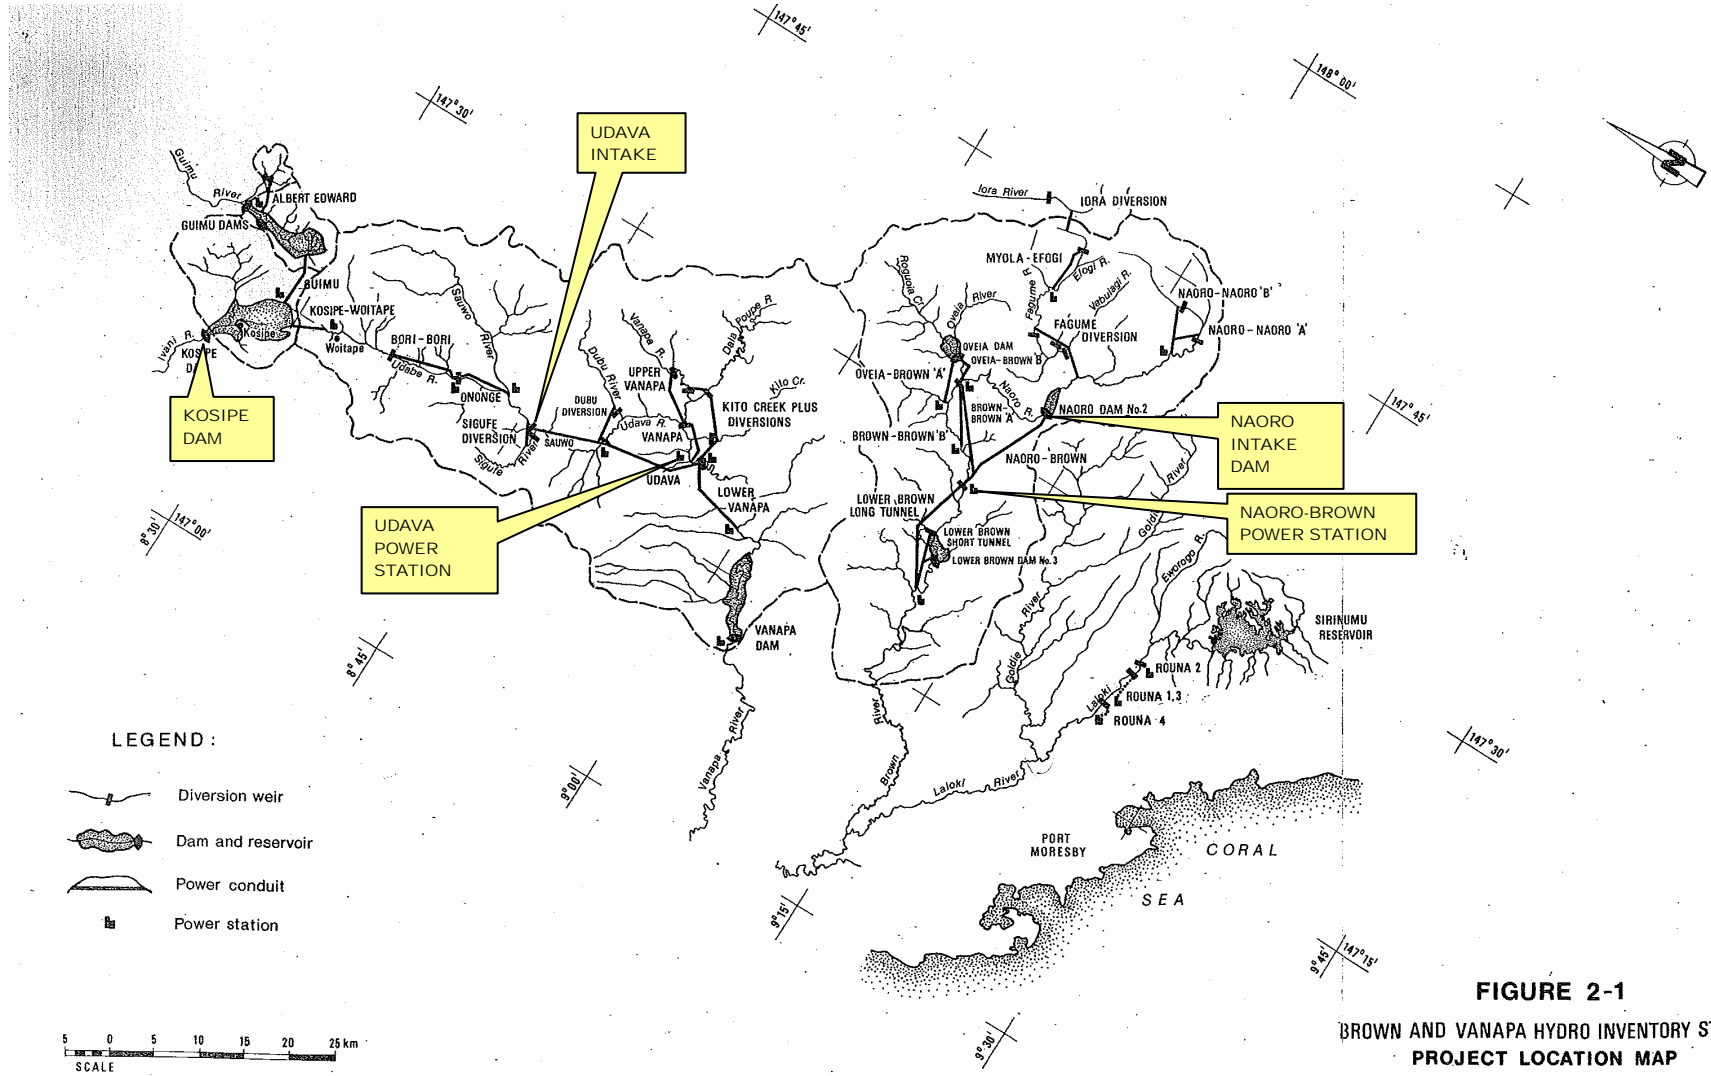 147°45'
148°00'
147°30'
UDAVA
INTAKE
N
Guimu
River
ALBERT EDWARD
GUIMU DAMS
Iora River
IORA DIVERSION
MYOLA-EFOGI
Efogi R.
Fagume R.
Vabuiagi R.
Roguoia Cr.
Oveia River
NAORO-NAORO 'B'
NAORO-NAORO 'A'
FAGUME
DIVERSION
GUIMU
KOSIPE-WOITAPE
Kosipe
Woitape
Ivani R.
KOSIPE
BORI-BORI
Udabe R.
ONONGE
Sauwo
River
Vanapa R.
Dala Poupe R.
Dubu River
UPPER
VANAPA
Kito Cr.
KITO CREEK PLUS
DIVERSIONS
DUBU
DIVERSION
Udava R.
VANAPA
SIGUFE
DIVERSION
SAUWO
Sigufe
River
UDAVA
LOWER
VANAPA
OVEIA DAM
OVEIA-BROWN 'B'
OVEIA-BROWN 'A'
Naoro R.
BROWN-
BROWN 'A'
BROWN-BROWN 'B'
NAORO DAM No.2
NAORO-BROWN
KOSIPE
DAM
NAORO
INTAKE
DAM
NAORO-BROWN
POWER STATION
UDAVA
POWER
STATION
147°45'
8°30'
147°00'
LOWER BROWN
LONG TUNNEL
LOWER BROWN
SHORT TUNNEL
LOWER BROWN DAM No.3
River
Goldie
River
Eworogo R.
SIRINUMU
RESERVOIR
8°45'
VANAPA
DAM
Goldie
Laloki
ROUNA 2
ROUNA 1,3
ROUNA 4
Vanapa
River
River
Brown
Laloki River
147°30'
9°00'
LEGEND:
Diversion weir
Dam and reservoir
Power conduit
Power station
PORT
MORESBY
CORAL
SEA
9°15'
9°45'
147°15'
9°30'
5 0 5 10 15 20 25 km
SCALE
FIGURE 2-1
BROWN AND VANAPA HYDRO INVENTORY S
PROJECT LOCATION MAP